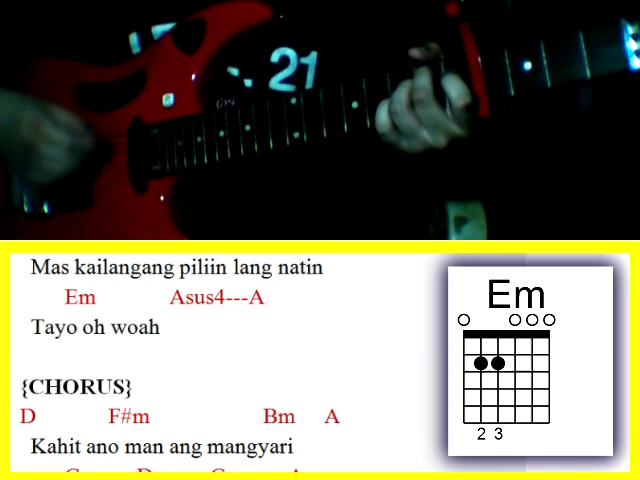 21
Mas kailangang piliin lang natin
Em Asus4---A
Tayo oh woah
{CHORUS}
D F#m Bm A
Kahit ano man ang mangyari
Em
2 3